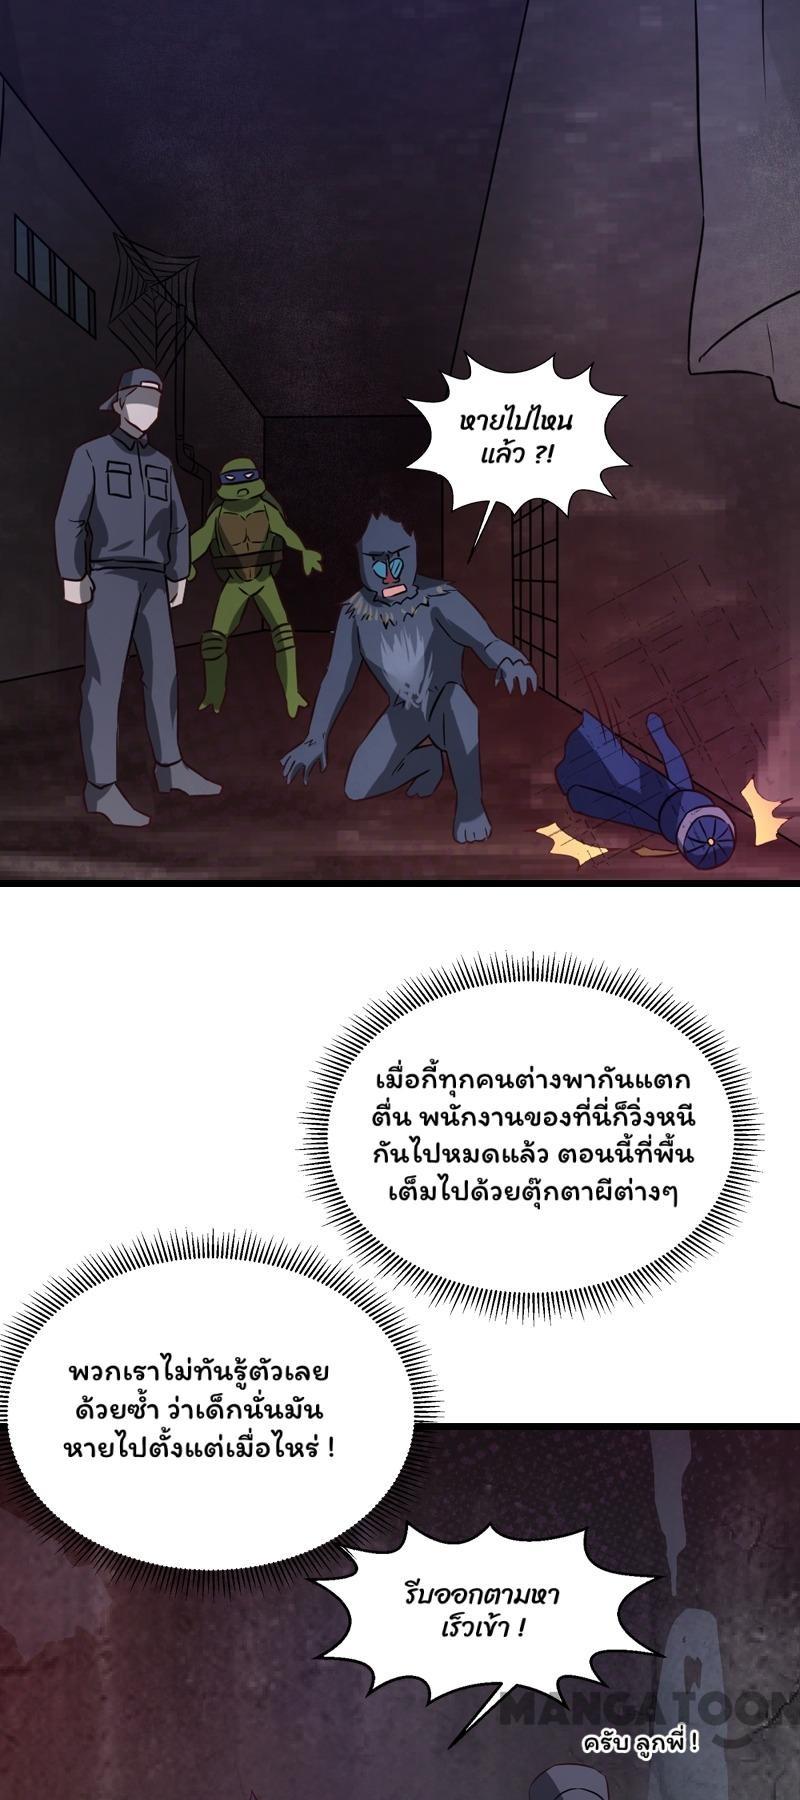 หายไปไหน
แล้ว ?!
เมื่อกี้ทุกคนต่างพากันแตก
ตื่น พนักงานของที่นี่ก็วิ่งหนี
กันไปหมดแล้ว ตอนนี้ที่พื้น
เต็มไปด้วยตุ๊กตาผีต่างๆ
พวกเราไม่ทันรู้ตัวเลย
ด้วยซ้ำ ว่าเด็กนั่นมัน
หายไปตั้งแต่เมื่อไหร่ !
รีบออกตามหา
เร็วเข้า !
MANGATOON
ครับ ลูกพี่ !